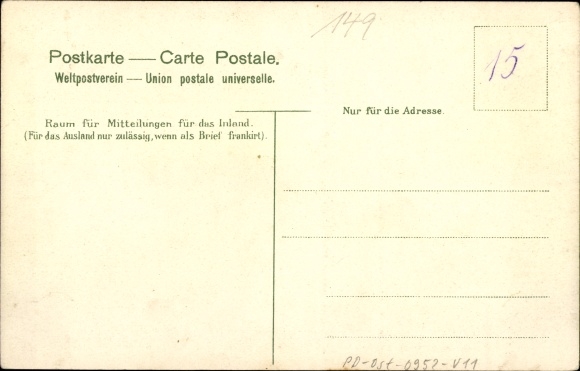 149
Postkarte — Carte Postale.
Weltpostverein — Union postale universelle.
15
Nur für die Adresse.
Raum für Mitteilungen für das Inland.
(Für das Ausland nur zulässig, wenn als Brief frankirt).
PD-Ost-0952-V11